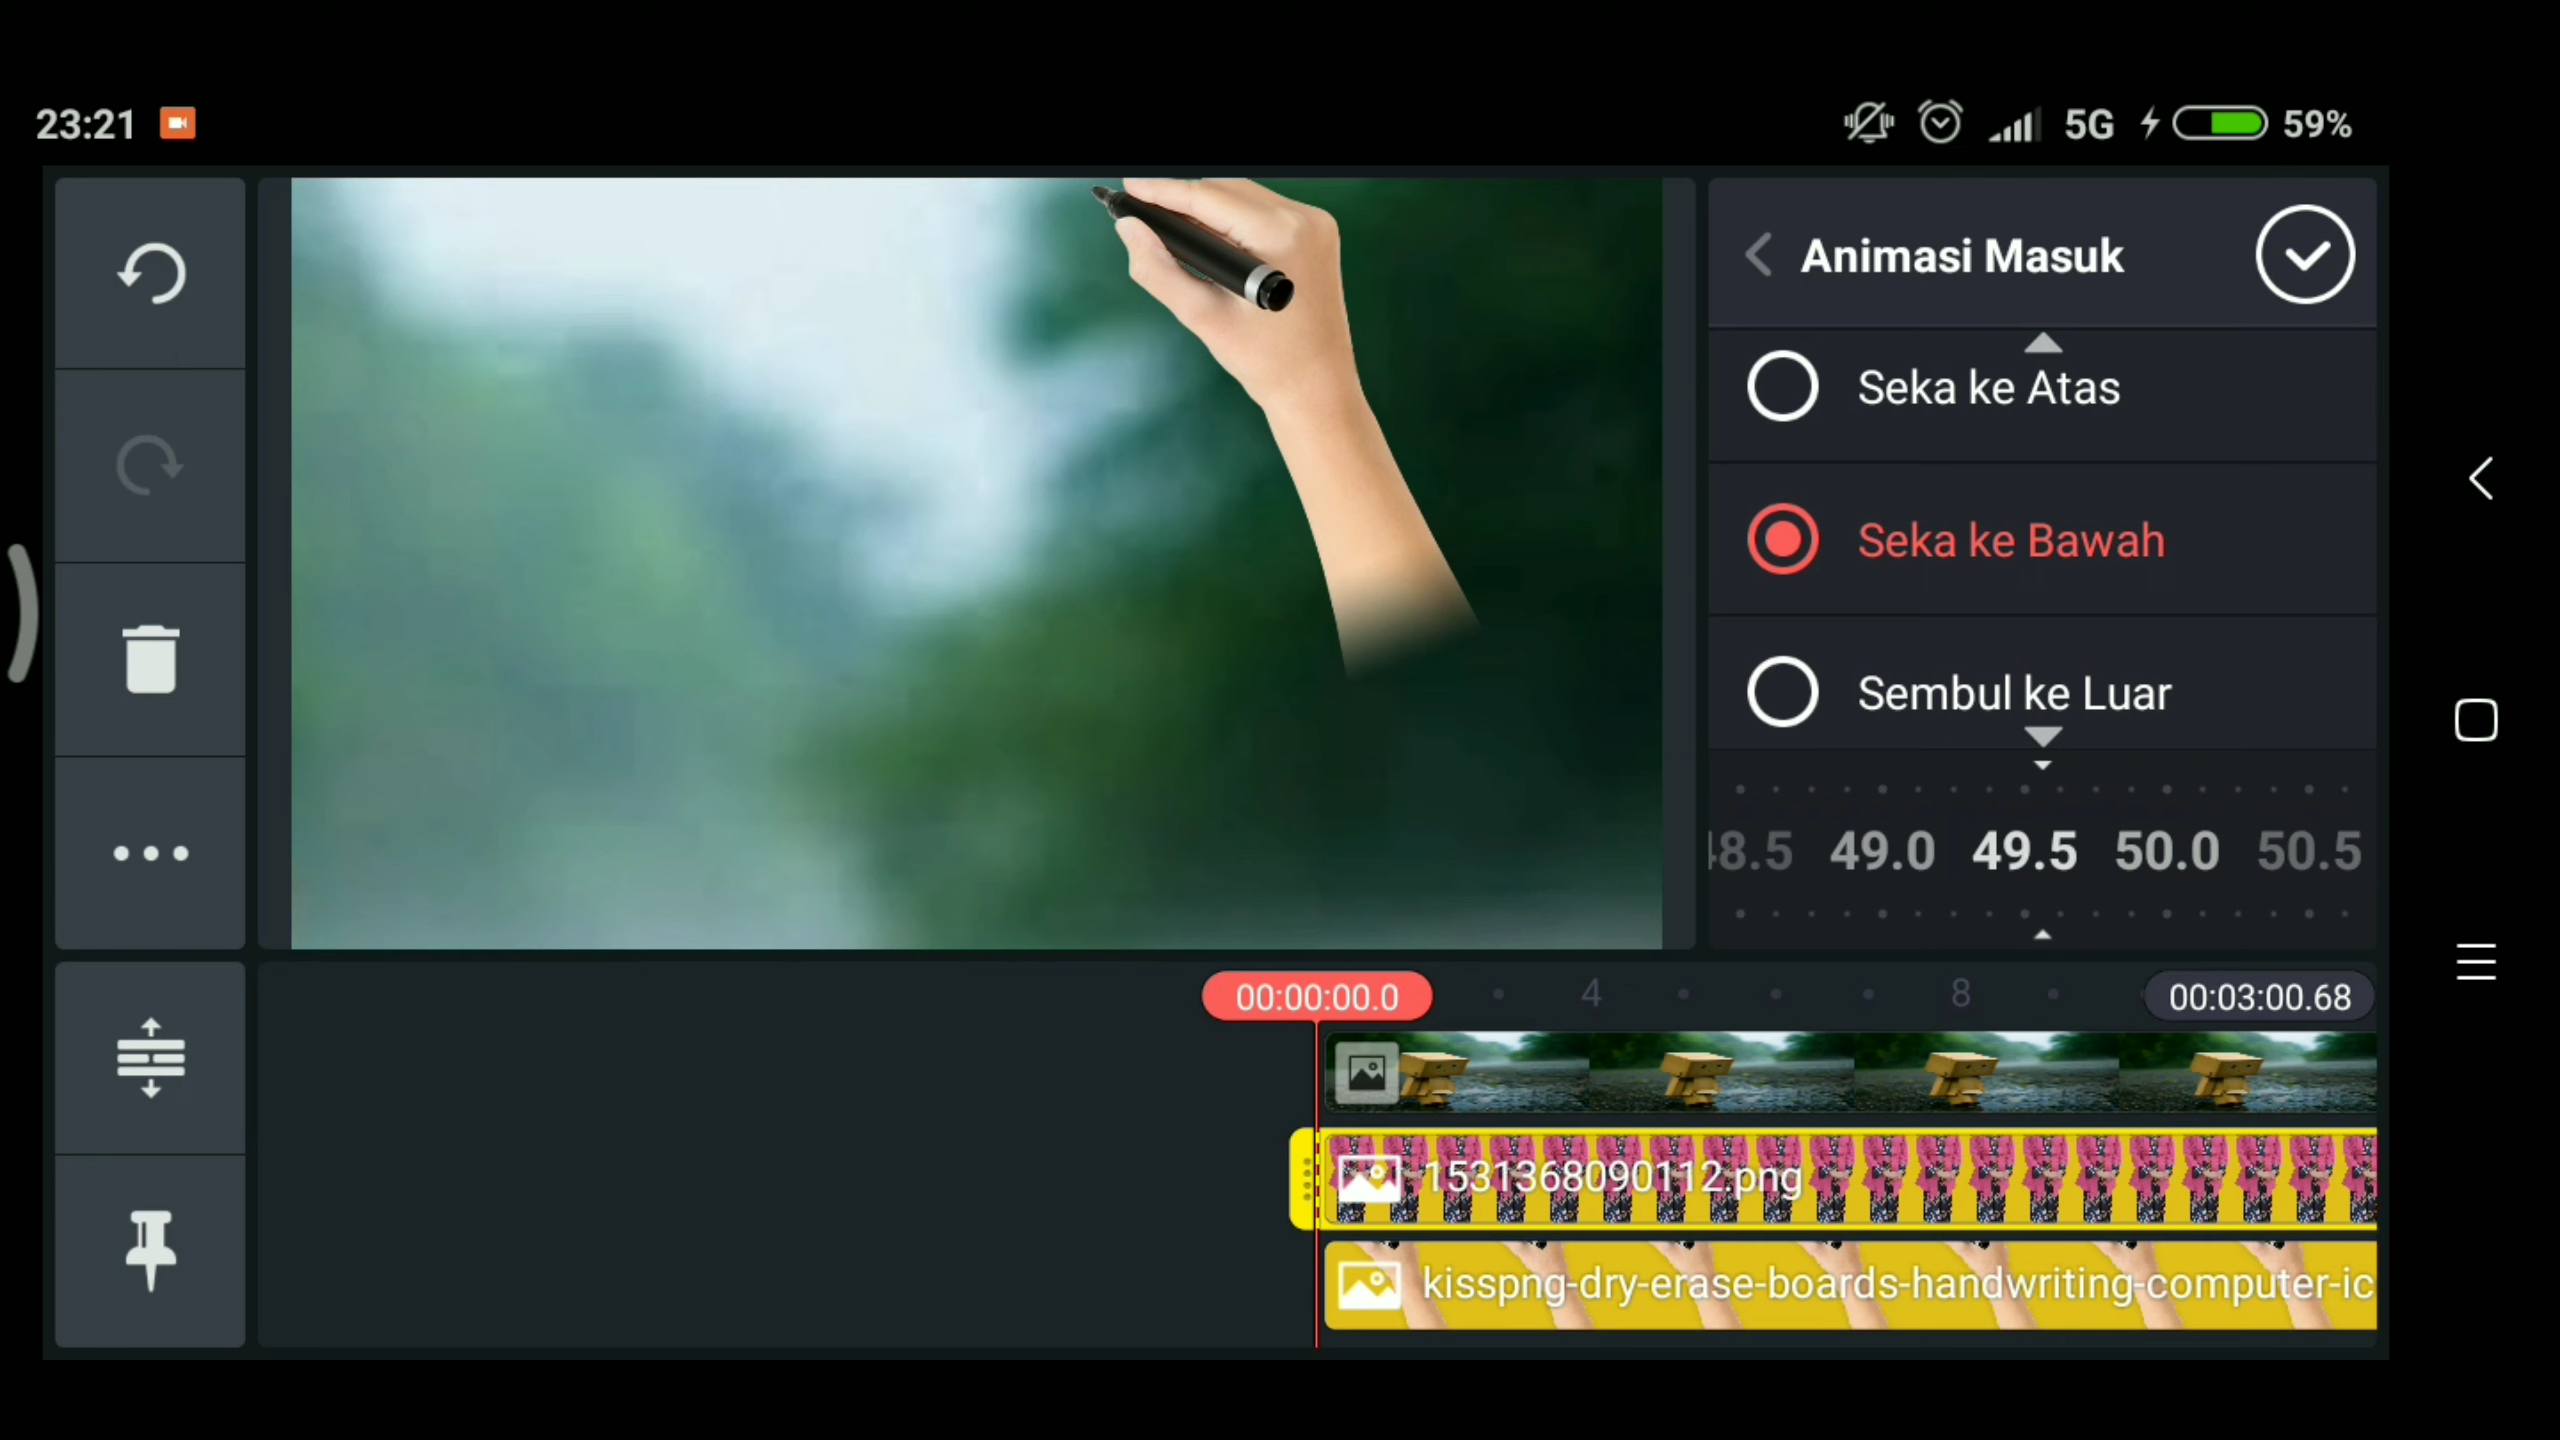 23:21
5G
59%
Animasi Masuk
Seka ke Atas
Seka ke Bawah
Sembul ke Luar
48.5 49.0 49.5 50.0 50.5
00:00:00.0
4
8
00:03:00.68
1531368090112.png
kisspng-dry-erase-boards-handwriting-computer-ic